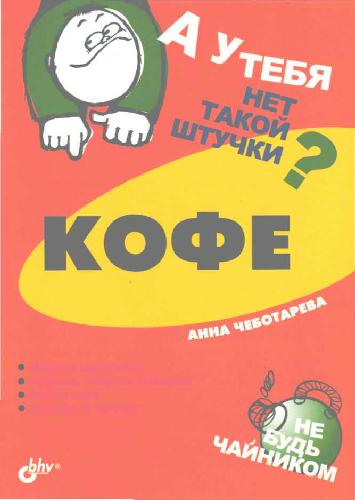 А У ТЕБЯ
НЕТ
ТАКОЙ
ШТУЧКИ
?
КОФЕ
АННА ЧЕБОТАРЕВА
НЕ
БУДЬ
ЧАЙНИКОМ
bhv®